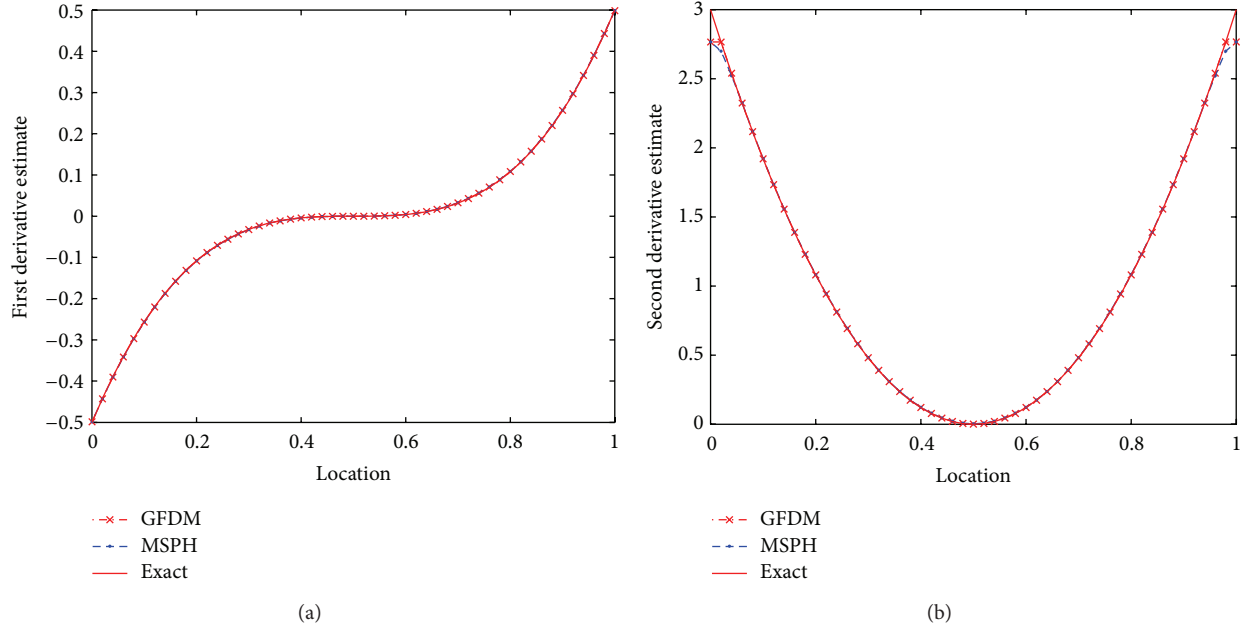 0.5
0.4
0.3
0.2
0.1
0
−0.1
−0.2
−0.3
−0.4
−0.5
First derivative estimate
0 0.2 0.4 0.6 0.8 1
Location
GFDM
MSPH
Exact
(a)
3
2.5
2
1.5
1
0.5
0
Second derivative estimate
0 0.2 0.4 0.6 0.8 1
Location
GFDM
MSPH
Exact
(b)